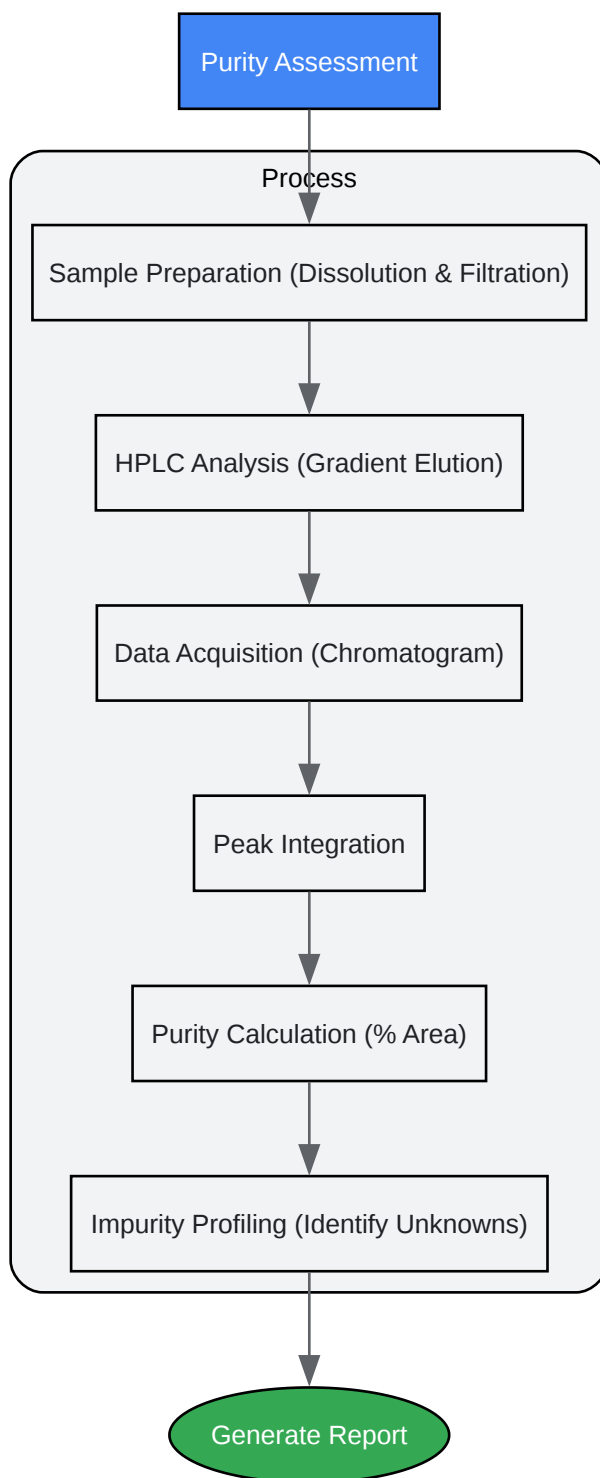 Purity Assessment
Process
Sample Preparation (Dissolution & Filtration)
HPLC Analysis (Gradient Elution)
Data Acquisition (Chromatogram)
Peak Integration
Purity Calculation (% Area)
Impurity Profiling (Identify Unknowns)
Generate Report